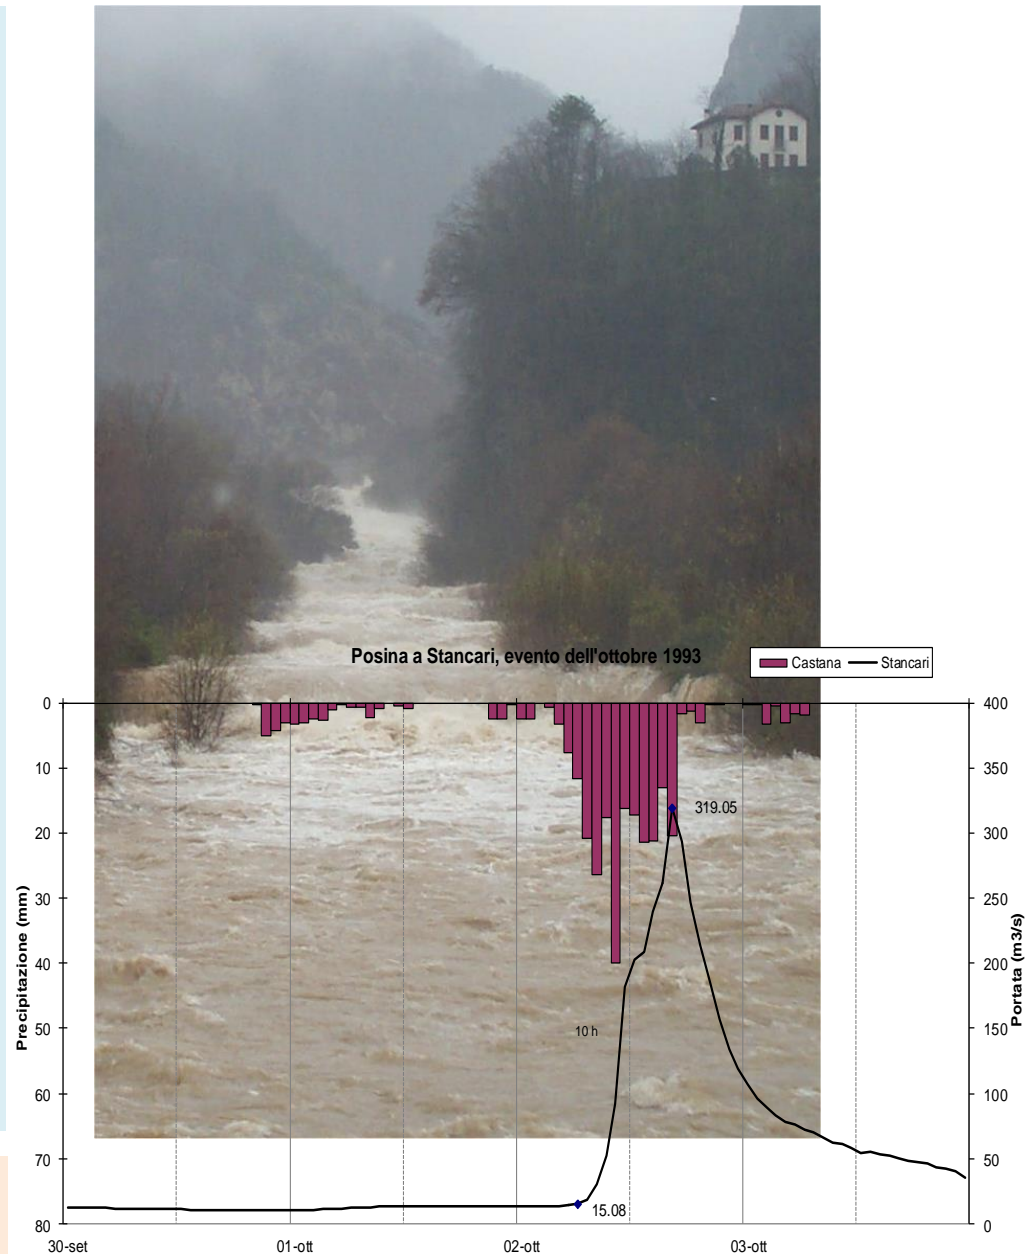 Posina a Stancari, evento dell'ottobre 1993
Castana
Stancari
0
10
20
30
40
50
60
70
80
Precipitazione (mm)
400
350
300
250
200
150
100
50
0
Portata (m3/s)
319.05
10 h
15.08
30-set
01-ott
02-ott
03-ott